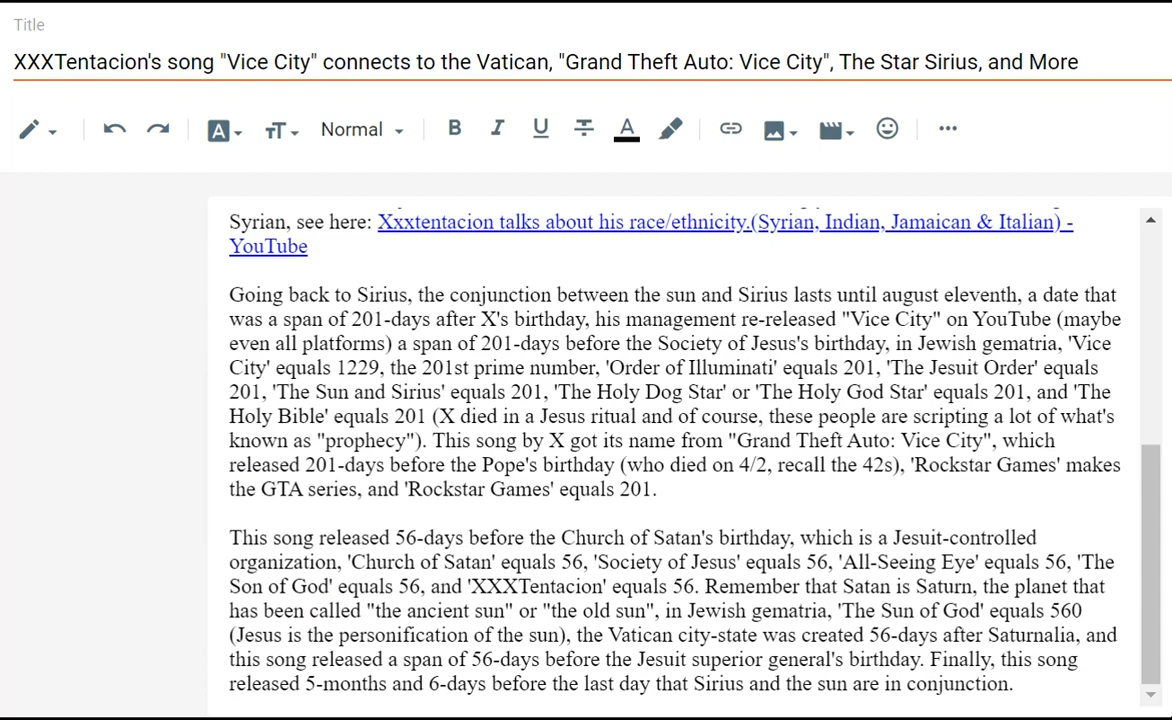 Title
XXXTentacion's song "Vice City" connects to the Vatican, "Grand Theft Auto: Vice City", The Star Sirius, and More
Normal
B I U A
Syrian, see here: Xxxtentacion talks about his race/ethnicity.(Syrian, Indian, Jamaican & Italian) -
YouTube
Going back to Sirius, the conjunction between the sun and Sirius lasts until august eleventh, a date that
was a span of 201-days after X's birthday, his management re-released "Vice City" on YouTube (maybe
even all platforms) a span of 201-days before the Society of Jesus's birthday, in Jewish gematria, 'Vice
City' equals 1229, the 201st prime number, 'Order of Illuminati' equals 201, 'The Jesuit Order' equals
201, 'The Sun and Sirius' equals 201, 'The Holy Dog Star' or 'The Holy God Star' equals 201, and 'The
Holy Bible' equals 201 (X died in a Jesus ritual and of course, these people are scripting a lot of what's
known as "prophecy"). This song by X got its name from "Grand Theft Auto: Vice City", which
released 201-days before the Pope's birthday (who died on 4/2, recall the 42s), 'Rockstar Games' makes
the GTA series, and 'Rockstar Games' equals 201.
This song released 56-days before the Church of Satan's birthday, which is a Jesuit-controlled
organization, 'Church of Satan' equals 56, 'Society of Jesus' equals 56, 'All-Seeing Eye' equals 56, 'The
Son of God' equals 56, and 'XXXTentacion' equals 56. Remember that Satan is Saturn, the planet that
has been called "the ancient sun" or "the old sun", in Jewish gematria, 'The Sun of God' equals 560
(Jesus is the personification of the sun), the Vatican city-state was created 56-days after Saturnalia, and
this song released a span of 56-days before the Jesuit superior general's birthday. Finally, this song
released 5-months and 6-days before the last day that Sirius and the sun are in conjunction.